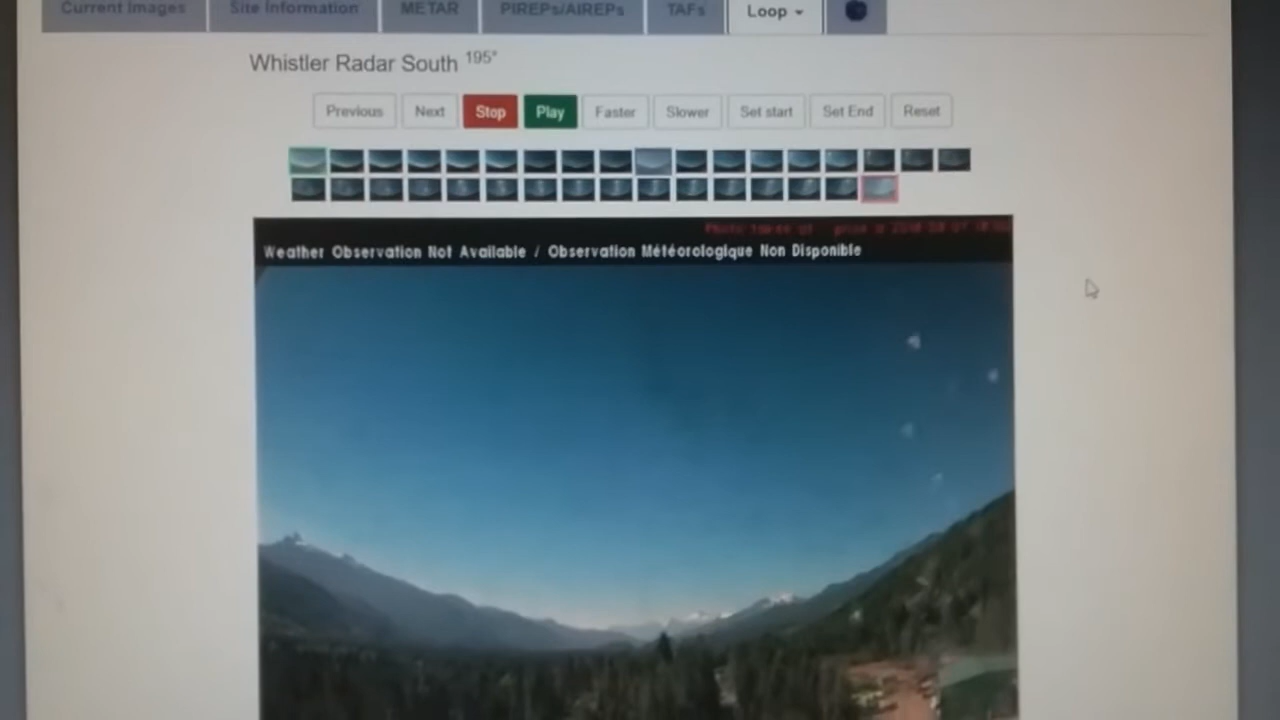 Current Images Site Information METAR PIREPs/AIREPs TAFs Loop
Whistler Radar South 195°
Previous Next Stop Play Faster Slower Set start Set End Reset
Weather Observation Not Available / Observation Météorologique Non Disponible